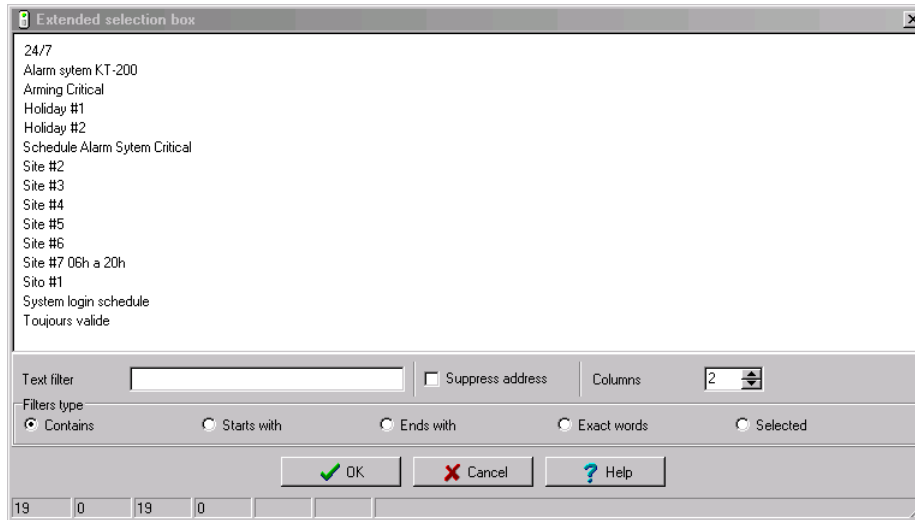 Extended selection box
24/7
Alarm sytem KT-200
Arming Critical
Holiday #1
Holiday #2
Schedule Alarm Sytem Critical
Site #2
Site #3
Site #4
Site #5
Site #6
Site #7 06h a 20h
Sito #1
System login schedule
Toujours valide
Text filter Suppress address Columns 2
Filters type
Contains Starts with Ends with Exact words Selected
OK Cancel ? Help
19 0 19 0